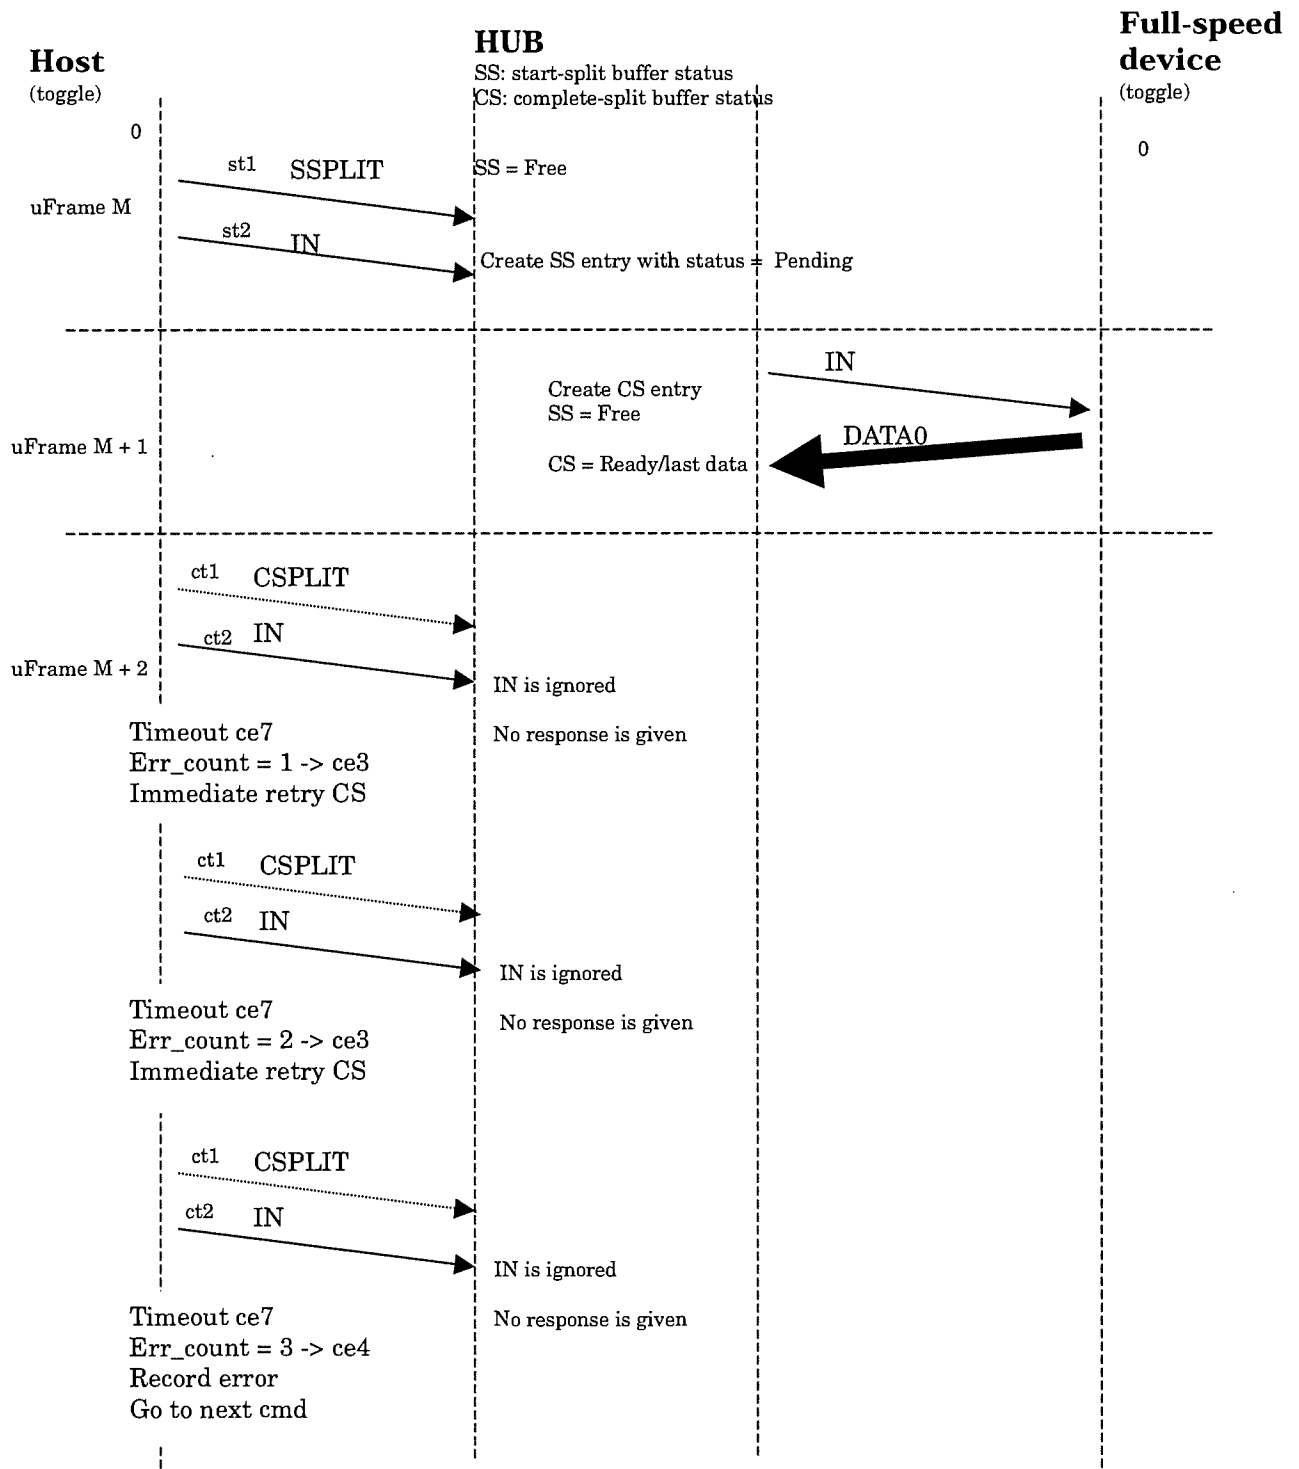 Host
(toggle)
HUB
SS: start-split buffer status
CS: complete-split buffer status
Full-speed
device
(toggle)
0
0
st1 SSPLIT
SS = Free
uFrame M
st2 IN
Create SS entry with status = Pending
IN
Create CS entry
SS = Free
uFrame M + 1
DATA0
CS = Ready/last data
ct1 CSPLIT
ct2 IN
uFrame M + 2
IN is ignored
Timeout ce7
No response is given
Err_count = 1 -> ce3
Immediate retry CS
ct1 CSPLIT
ct2 IN
IN is ignored
Timeout ce7
No response is given
Err_count = 2 -> ce3
Immediate retry CS
ct1 CSPLIT
ct2 IN
IN is ignored
Timeout ce7
No response is given
Err_count = 3 -> ce4
Record error
Go to next cmd